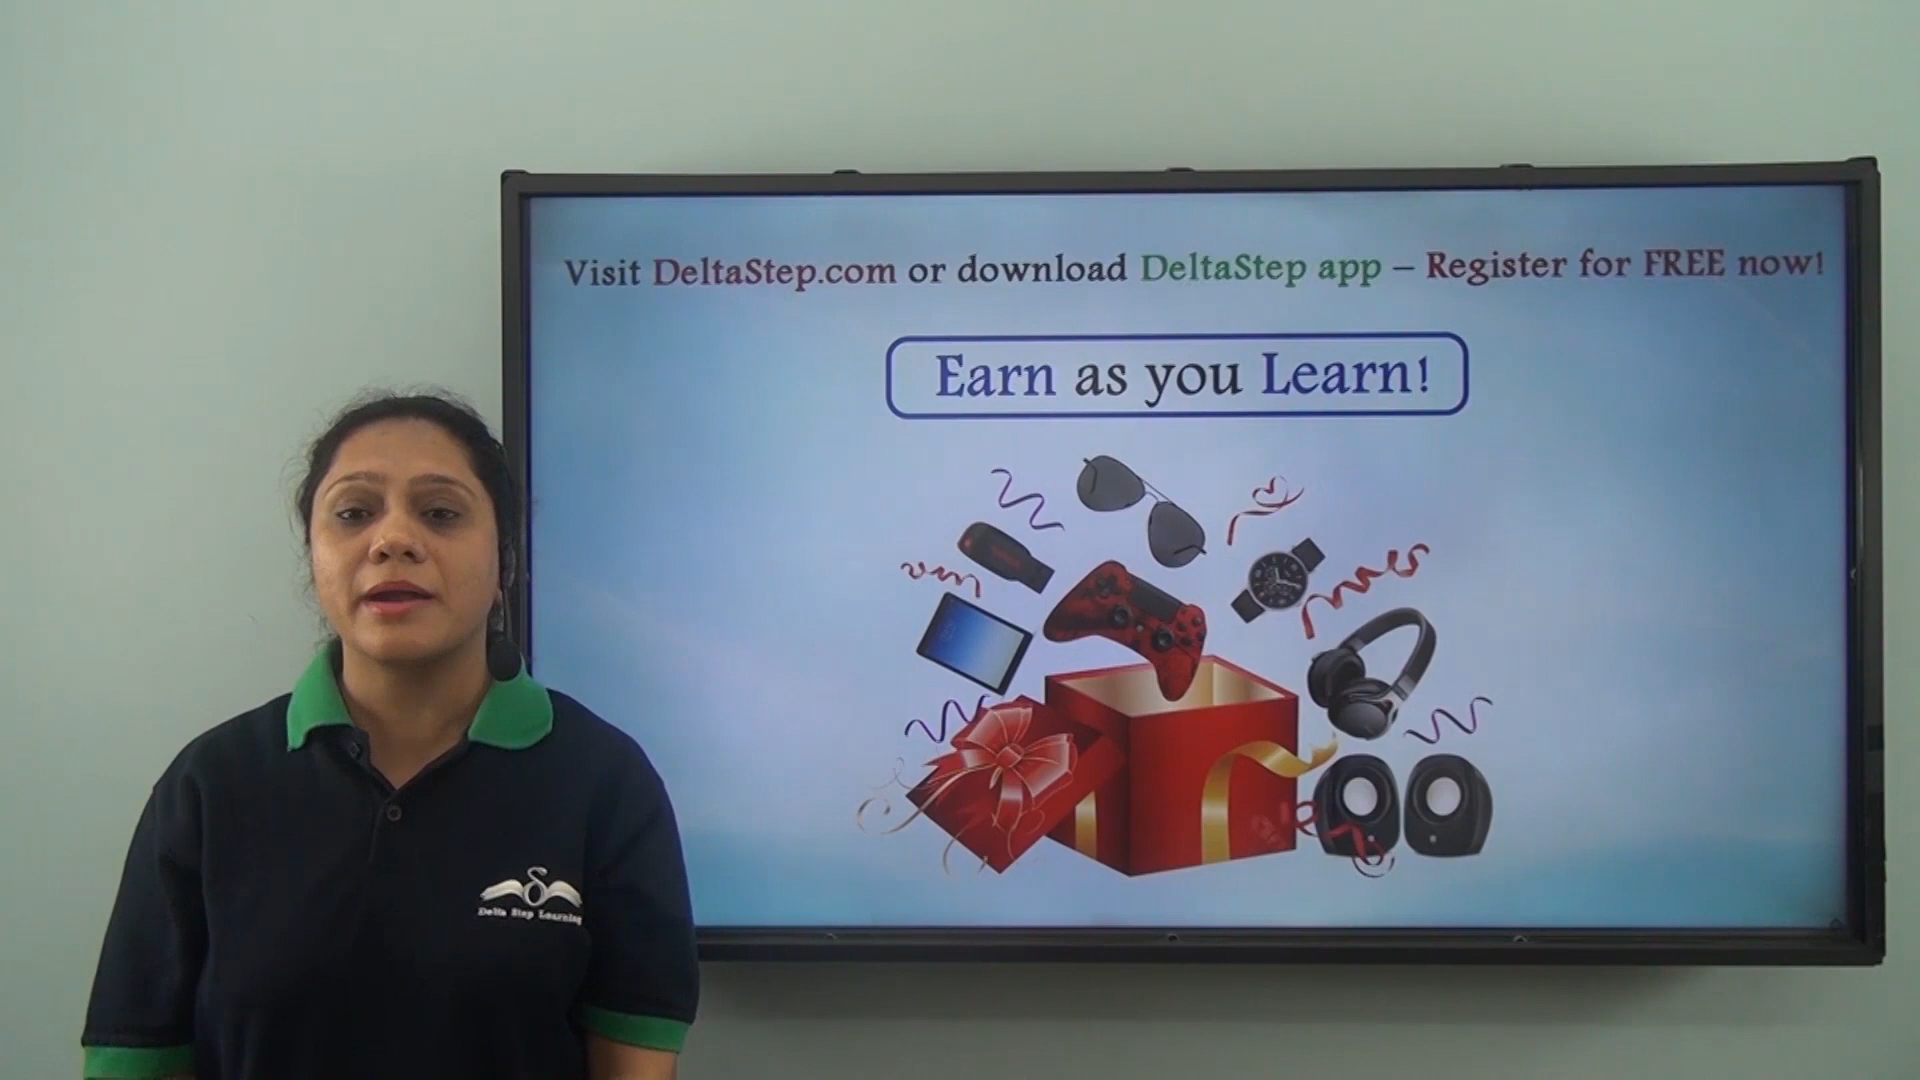 Visit DeltaStep.com or download DeltaStep app – Register for FREE now!
Earn as you Learn!
Delta Step Learning